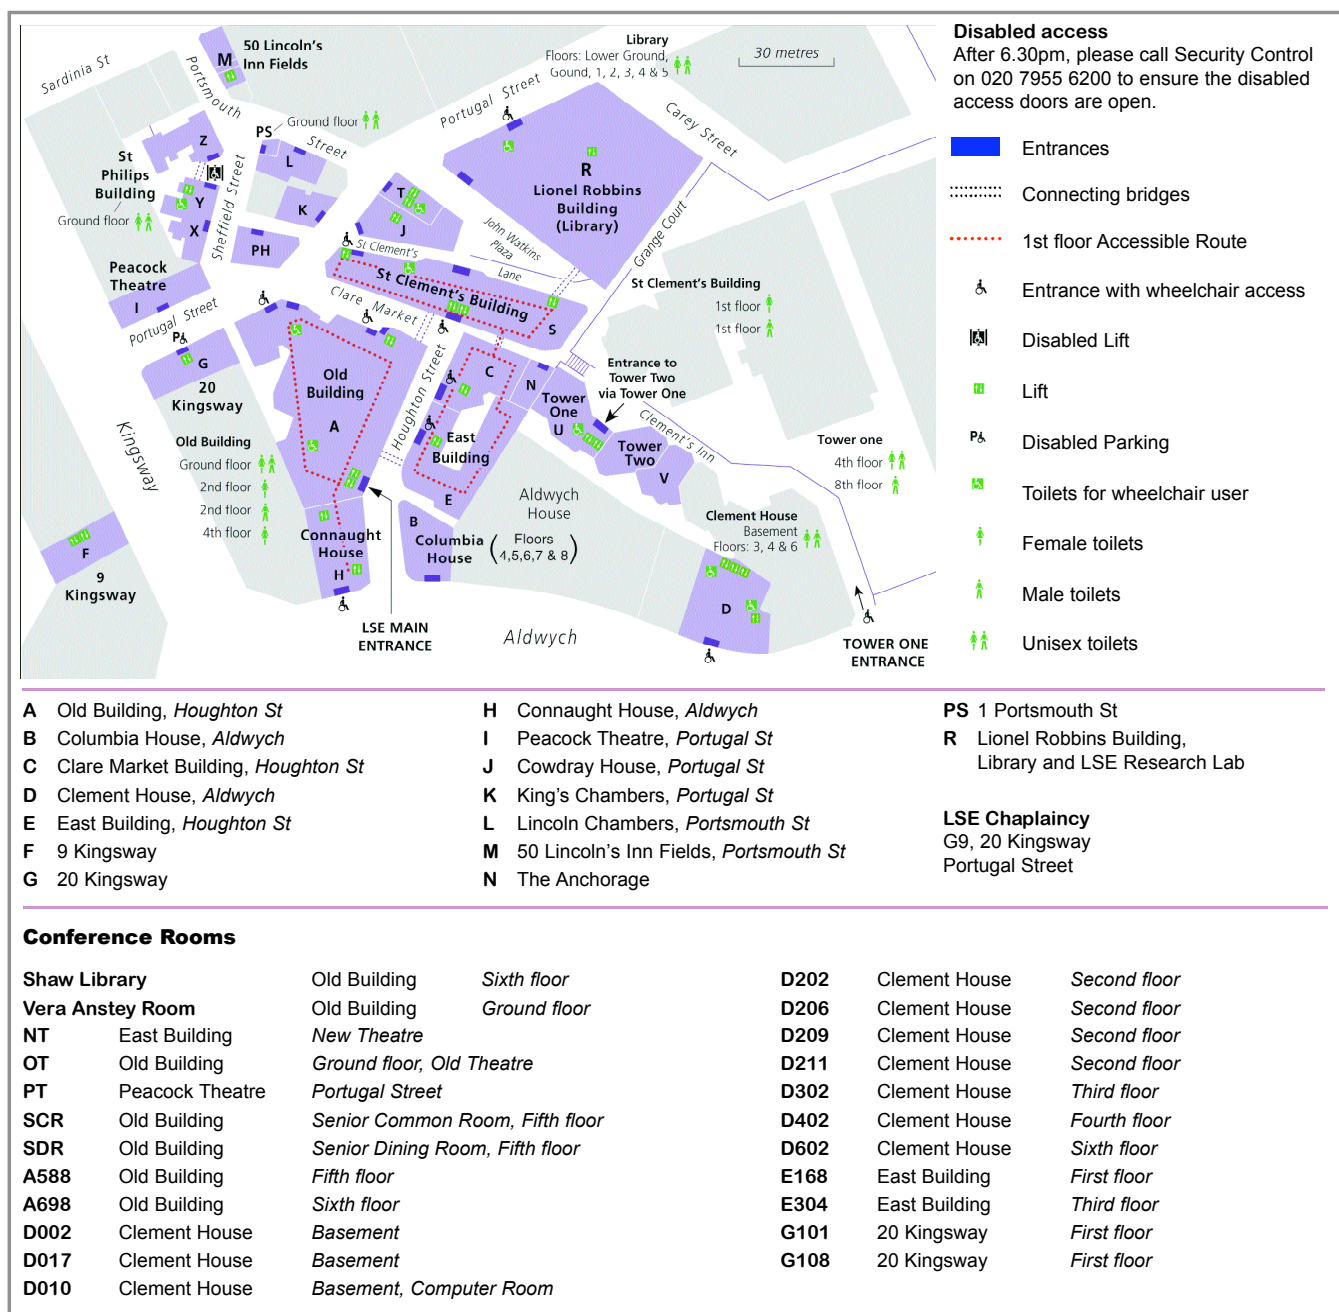 Sardinia St
Portsmouth
Street
M
50 Lincoln's
Inn Fields
Library
Floors: Lower Ground,
Gound, 1, 2, 3, 4 & 5
30 metres
Portugal Street
Carey Street
PS
Ground floor
Z
L
St
Philips
Building
Ground floor
Y
X
Sheffield Street
K
PH
T
J
R
Lionel Robbins
Building
(Library)
John Watkins
Plaza
Grange Court
St Clement's
Lane
Peacock
Theatre
I
Portugal Street
St Clement's Building
S
Clare Market
St Clement's Building
1st floor
1st floor
P
G
20
Kingsway
Old
Building
A
Houghton Street
C
N
Entrance to
Tower Two
via Tower One
Tower
One
U
Clement's Inn
Tower
Two
V
Tower one
4th floor
8th floor
Kingsway
Old Building
Ground floor
2nd floor
2nd floor
4th floor
East
Building
E
Aldwych
House
Floors
(4,5,6,7 & 8)
B
Columbia
House
Connaught
House
H
F
9
Kingsway
Clement House
Basement
Floors: 3, 4 & 6
D
LSE MAIN
ENTRANCE
Aldwych
TOWER ONE
ENTRANCE
Disabled access
After 6.30pm, please call Security Control
on 020 7955 6200 to ensure the disabled
access doors are open.
Entrances
Connecting bridges
1st floor Accessible Route
Entrance with wheelchair access
Disabled Lift
Lift
P Disabled Parking
Toilets for wheelchair user
Female toilets
Male toilets
Unisex toilets
A Old Building, Houghton St
B Columbia House, Aldwych
C Clare Market Building, Houghton St
D Clement House, Aldwych
E East Building, Houghton St
F 9 Kingsway
G 20 Kingsway
H Connaught House, Aldwych
I Peacock Theatre, Portugal St
J Cowdray House, Portugal St
K King's Chambers, Portugal St
L Lincoln Chambers, Portsmouth St
M 50 Lincoln's Inn Fields, Portsmouth St
N The Anchorage
PS 1 Portsmouth St
R Lionel Robbins Building,
Library and LSE Research Lab
LSE Chaplaincy
G9, 20 Kingsway
Portugal Street
Conference Rooms
Shaw Library Old Building Sixth floor
Vera Anstey Room Old Building Ground floor
NT East Building New Theatre
OT Old Building Ground floor, Old Theatre
PT Peacock Theatre Portugal Street
SCR Old Building Senior Common Room, Fifth floor
SDR Old Building Senior Dining Room, Fifth floor
A588 Old Building Fifth floor
A698 Old Building Sixth floor
D002 Clement House Basement
D017 Clement House Basement
D010 Clement House Basement, Computer Room
D202 Clement House Second floor
D206 Clement House Second floor
D209 Clement House Second floor
D211 Clement House Second floor
D302 Clement House Third floor
D402 Clement House Fourth floor
D602 Clement House Sixth floor
E168 East Building First floor
E304 East Building Third floor
G101 20 Kingsway First floor
G108 20 Kingsway First floor